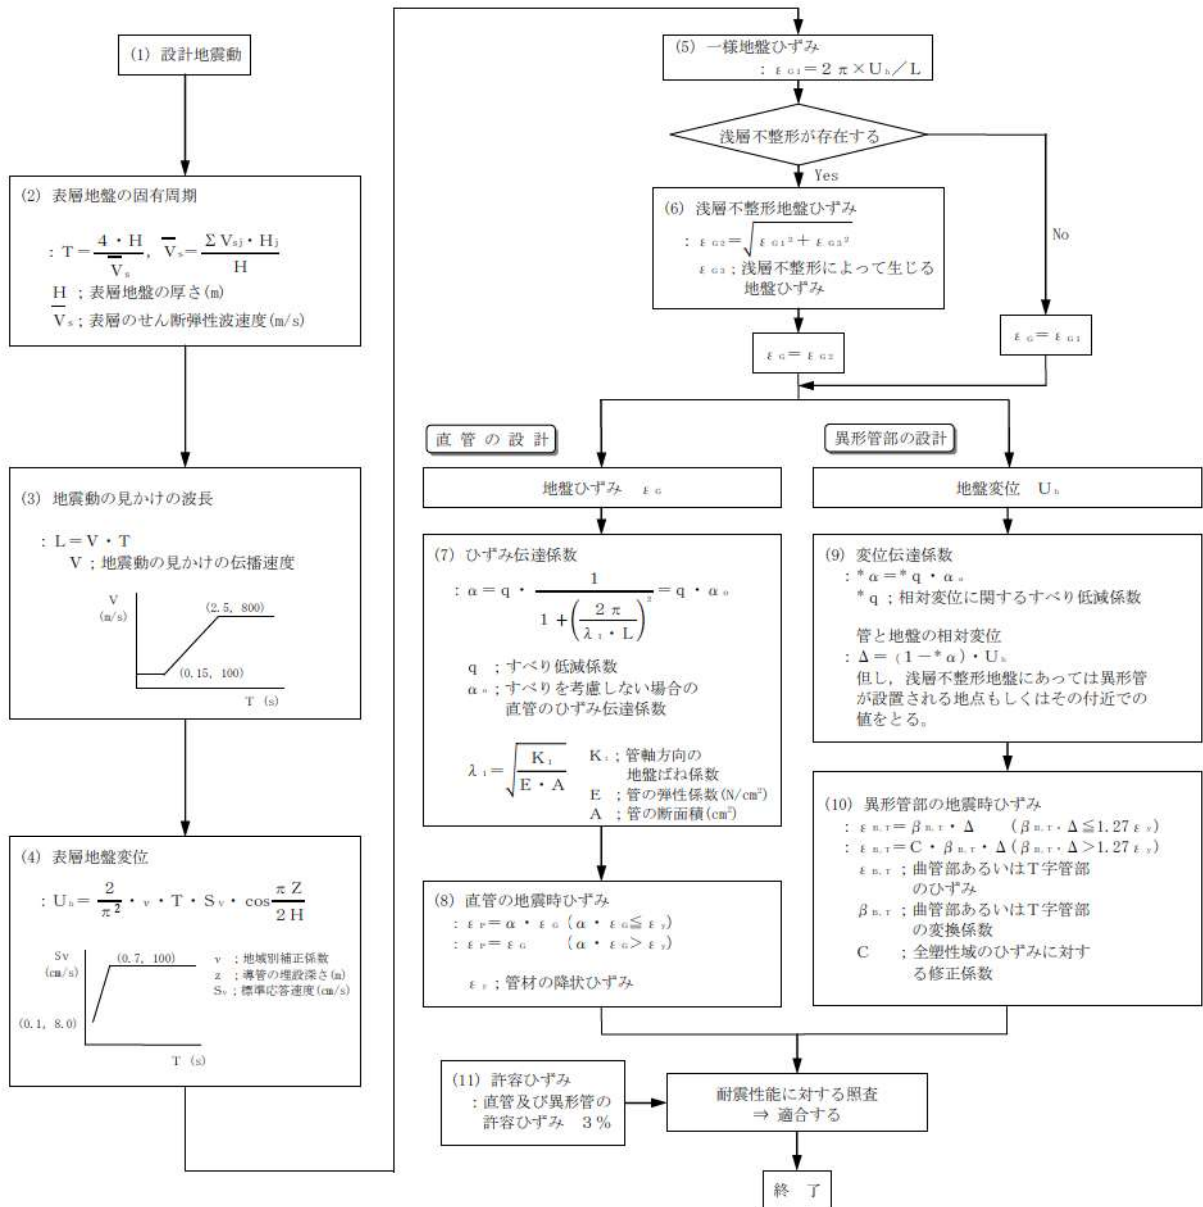 (1) 設計地震動
(2) 表層地盤の固有周期
: T=4・H/V̅s, V̅s=ΣVsj・Hj/H
H ；表層地盤の厚さ(m)
V̅s；表層のせん断弾性波速度(m/s)
(3) 地震動の見かけの波長
: L=V・T
V；地震動の見かけの伝播速度
V
(m/s)
(2.5, 800)
(0.15, 100)
T (s)
(4) 表層地盤変位
: Uh=2/π²・ν・T・Sv・cos πZ/2H
Sv
(cm/s)
(0.7, 100)
(0.1, 8.0)
T (s)
ν ；地域別補正係数
z ；導管の埋設深さ(m)
Sv；標準応答速度(cm/s)
(5) 一様地盤ひずみ
: εG1=2π×Uh／L
浅層不整形が存在する
Yes
No
(6) 浅層不整形地盤ひずみ
: εG2=√(εG1²+εG3²)
εG3；浅層不整形によって生じる
地盤ひずみ
εG=εG2
εG=εG1
直管の設計
地盤ひずみ εG
(7) ひずみ伝達係数
: α=q・1/(1+(2π/(λ1・L))²)=q・αo
q ；すべり低減係数
αo；すべりを考慮しない場合の
直管のひずみ伝達係数
λ1=√(K1/(E・A))
K1；管軸方向の
地盤ばね係数
E ；管の弾性係数(N/cm²)
A ；管の断面積(cm²)
(8) 直管の地震時ひずみ
: εP=α・εG (α・εG≦εy)
: εP=εG (α・εG>εy)
εy；管材の降状ひずみ
異形管部の設計
地盤変位 Uh
(9) 変位伝達係数
: *α=*q・αo
*q；相対変位に関するすべり低減係数
管と地盤の相対変位
: Δ=(1-*α)・Uh
但し，浅層不整形地盤にあっては異形管
が設置される地点もしくはその付近での
値をとる。
(10) 異形管部の地震時ひずみ
: εB,T=βB,T・Δ (βB,T・Δ≦1.27εy)
: εB,T=C・βB,T・Δ(βB,T・Δ>1.27εy)
εB,T；曲管部あるいはT字管部
のひずみ
βB,T；曲管部あるいはT字管部
の変換係数
C ；全塑性域のひずみに対す
る修正係数
(11) 許容ひずみ
: 直管及び異形管の
許容ひずみ 3%
耐震性能に対する照査
⇒ 適合する
終 了